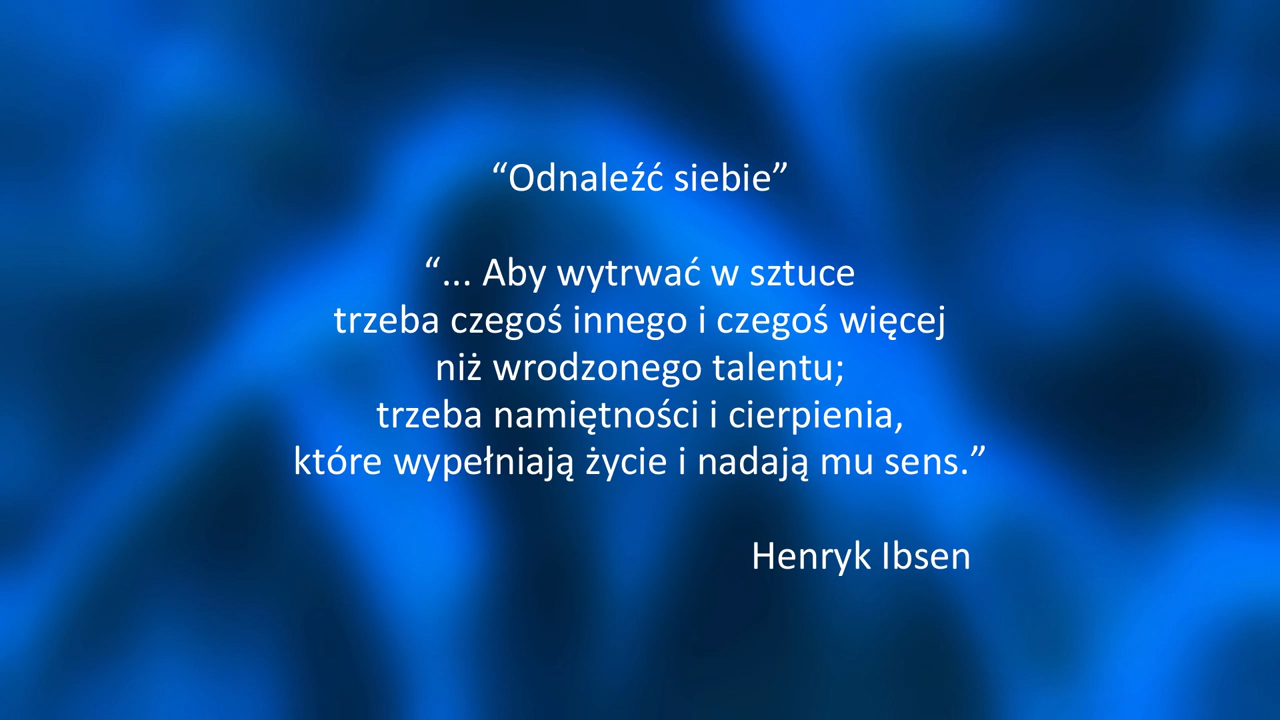 “Odnaleźć siebie”
“... Aby wytrwać w sztuce
trzeba czegoś innego i czegoś więcej
niż wrodzonego talentu;
trzeba namiętności i cierpienia,
które wypełniają życie i nadają mu sens.”
Henryk Ibsen